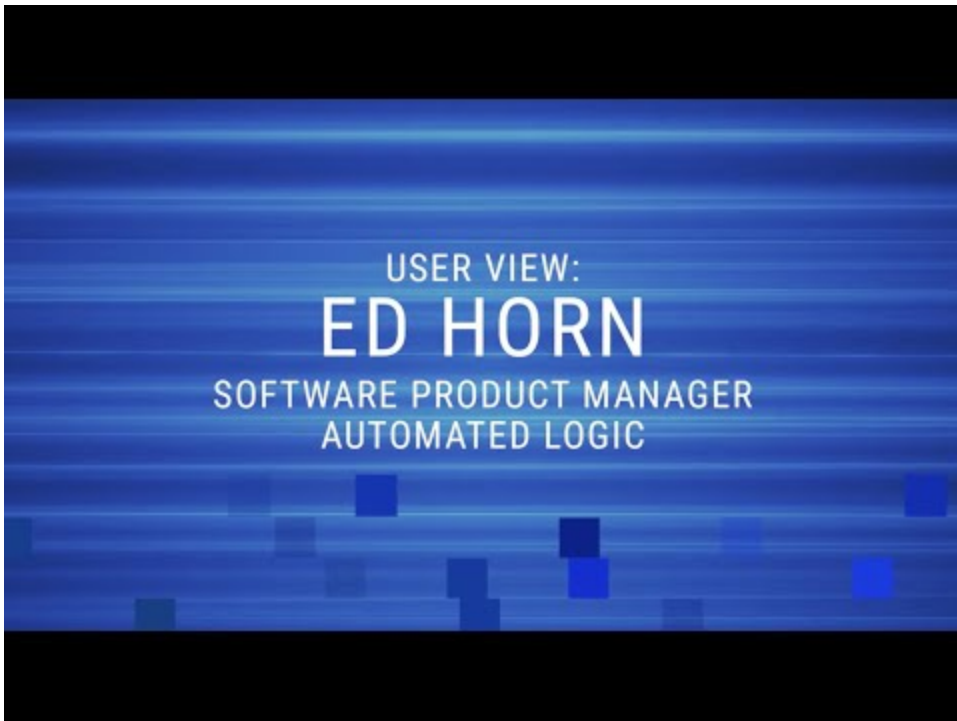 USER VIEW:
ED HORN
SOFTWARE PRODUCT MANAGER
AUTOMATED LOGIC